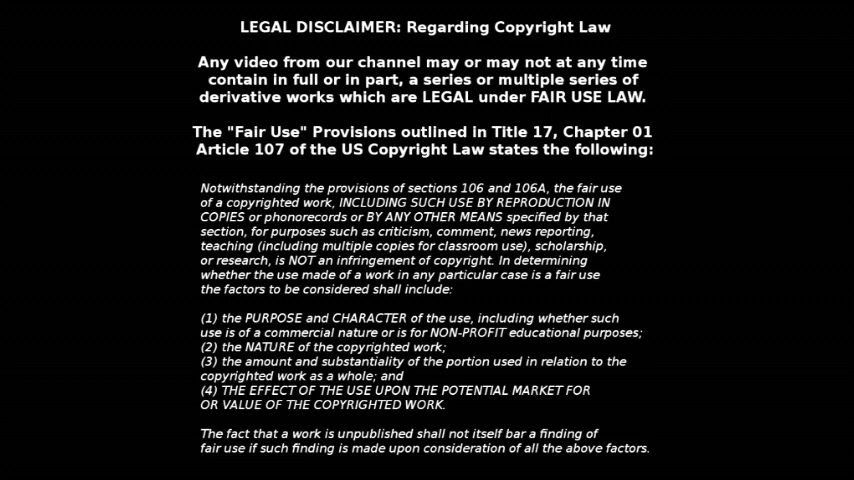 LEGAL DISCLAIMER: Regarding Copyright Law
Any video from our channel may or may not at any time
contain in full or in part, a series or multiple series of
derivative works which are LEGAL under FAIR USE LAW.
The "Fair Use" Provisions outlined in Title 17, Chapter 01
Article 107 of the US Copyright Law states the following:
Notwithstanding the provisions of sections 106 and 106A, the fair use
of a copyrighted work, INCLUDING SUCH USE BY REPRODUCTION IN
COPIES or phonorecords or BY ANY OTHER MEANS specified by that
section, for purposes such as criticism, comment, news reporting,
teaching (including multiple copies for classroom use), scholarship,
or research, is NOT an infringement of copyright. In determining
whether the use made of a work in any particular case is a fair use
the factors to be considered shall include:
(1) the PURPOSE and CHARACTER of the use, including whether such
use is of a commercial nature or is for NON-PROFIT educational purposes;
(2) the NATURE of the copyrighted work;
(3) the amount and substantiality of the portion used in relation to the
copyrighted work as a whole; and
(4) THE EFFECT OF THE USE UPON THE POTENTIAL MARKET FOR
OR VALUE OF THE COPYRIGHTED WORK.
The fact that a work is unpublished shall not itself bar a finding of
fair use if such finding is made upon consideration of all the above factors.